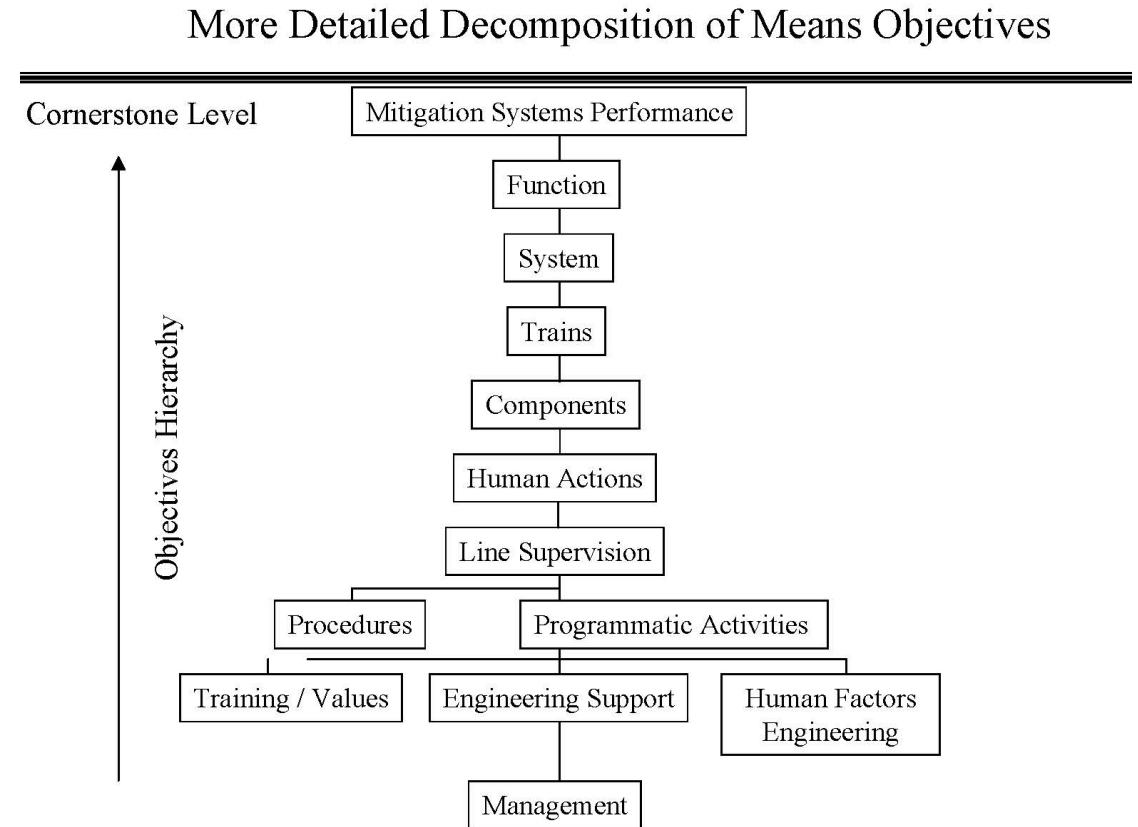 More Detailed Decomposition of Means Objectives
Cornerstone Level
Mitigation Systems Performance
Function
System
Trains
Components
Human Actions
Line Supervision
Objectives Hierarchy
Procedures
Programmatic Activities
Training / Values
Engineering Support
Human Factors
Engineering
Management